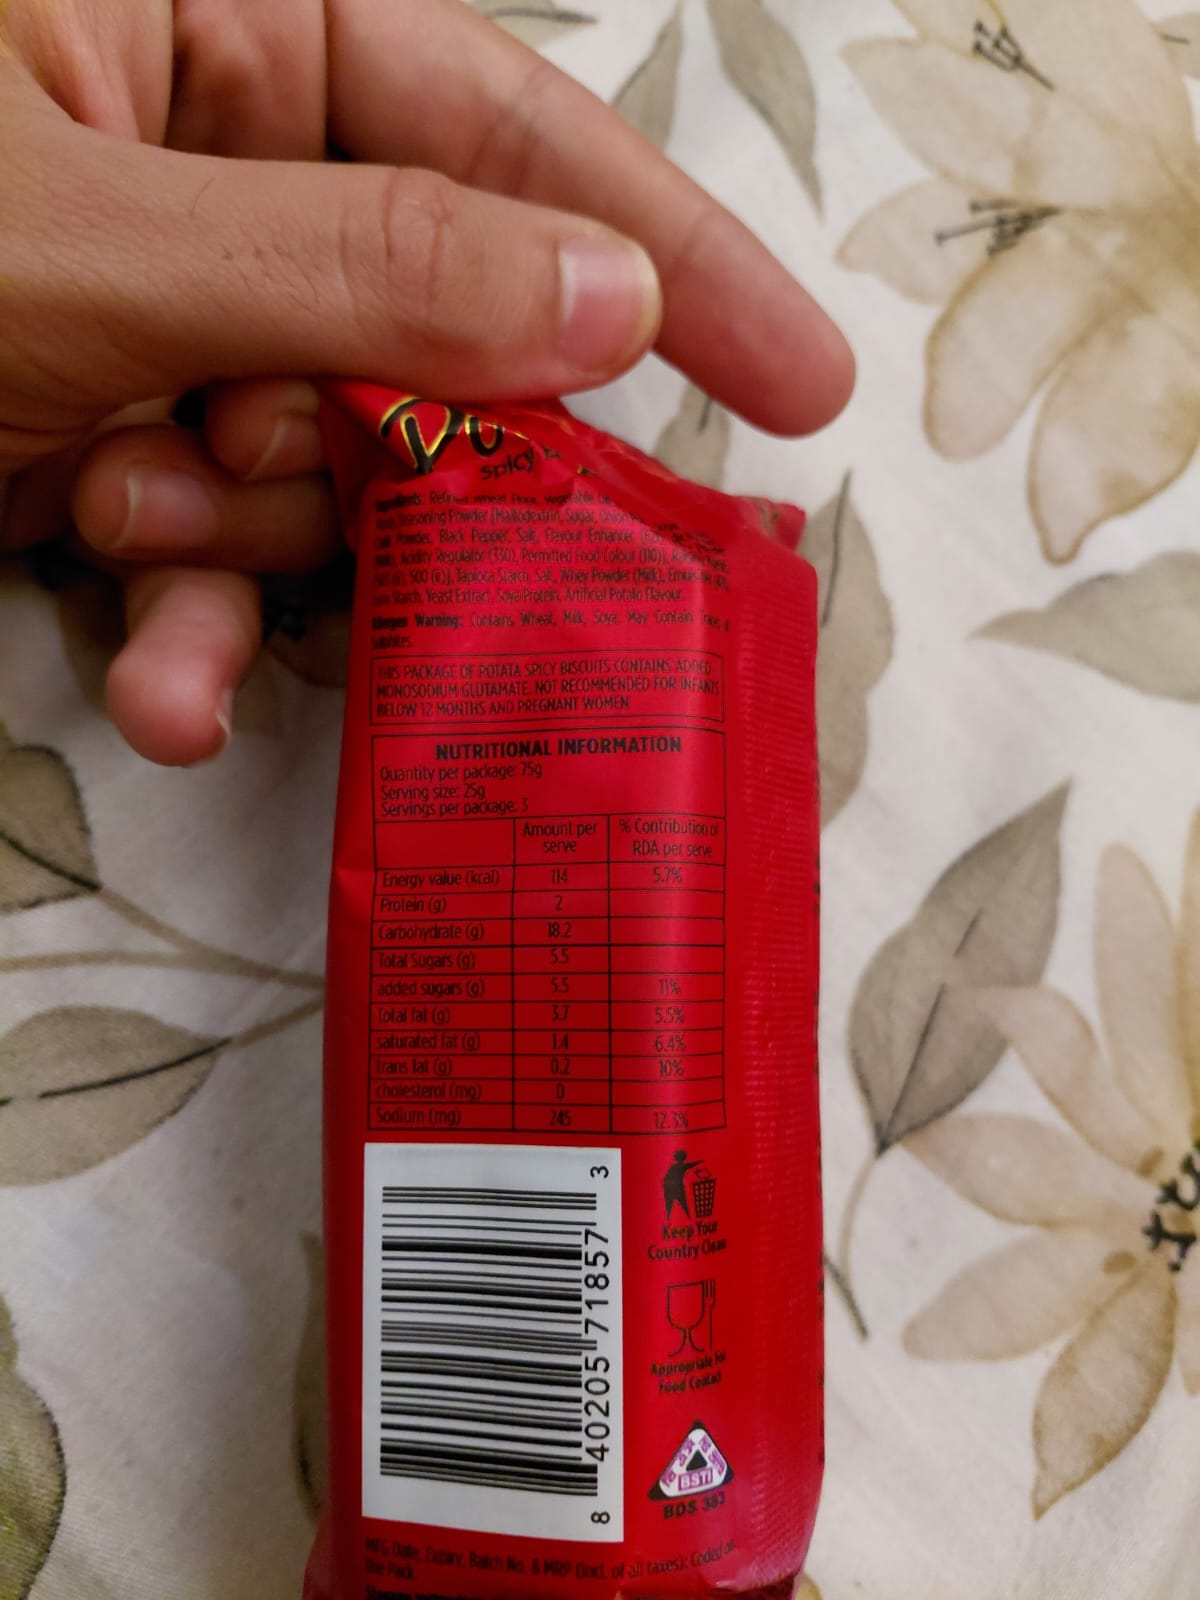 Spicy
Ingredients: Refined Wheat Flour, Vegetable
Seasoning Powder (Maltodextrin, Sugar, Onion
Powder, Black Pepper, Salt, Flavour Enhancer
Acidity Regulator (330), Permitted Food Colour (110)),
500 (ii)), Tapioca Starch, Salt, Whey Powder (Milk),
Starch, Yeast Extract, Soya Protein, Artificial Potato Flavour.
Allergen Warning: Contains Wheat, Milk, Soya. May Contain
Sulphites.
THIS PACKAGE OF POTATA SPICY BISCUITS CONTAINS ADDED
MONOSODIUM GLUTAMATE. NOT RECOMMENDED FOR INFANTS
BELOW 12 MONTHS AND PREGNANT WOMEN
NUTRITIONAL INFORMATION
Quantity per package: 75g
Serving size: 25g
Servings per package: 3
Amount per serve % Contribution of RDA per serve
Energy value (kcal) 114 5.7%
Protein (g) 2
Carbohydrate (g) 18.2
Total Sugars (g) 5.5
added sugars (g) 5.5 11%
Total fat (g) 3.7 5.5%
saturated fat (g) 1.4 6.4%
trans fat (g) 0.2 10%
cholesterol (mg) 0
Sodium (mg) 245 12.3%
8 402057 718573
Keep Your
Country Clean
Appropriate for
Food Contact
BSTI
BDS 383
MFG Date, Expiry, Batch No. & MRP (Incl. of all taxes): Coded on
the Pack